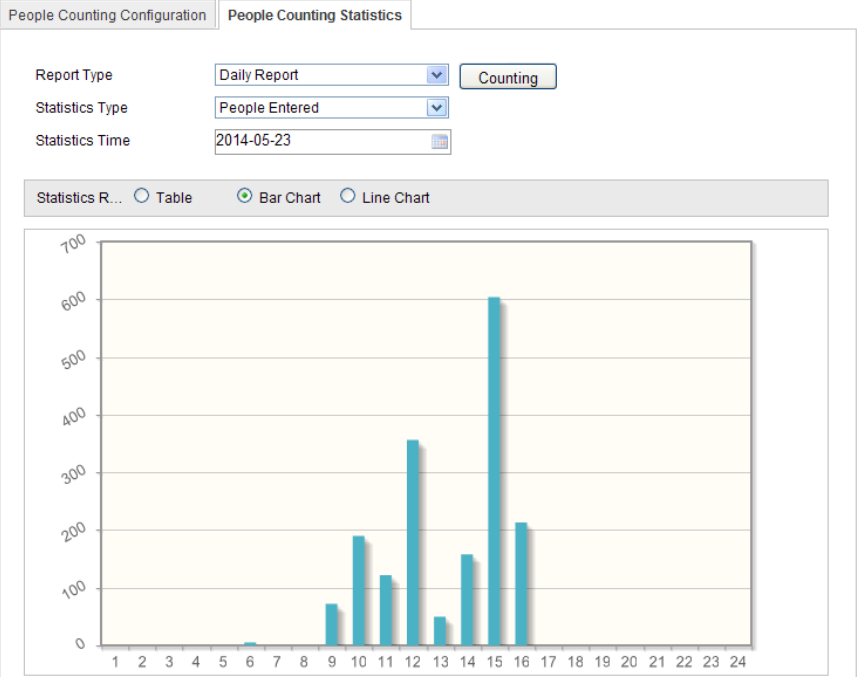 People Counting Configuration People Counting Statistics
Report Type Daily Report Counting
Statistics Type People Entered
Statistics Time 2014-05-23
Statistics R... Table Bar Chart Line Chart
700
600
500
400
300
200
100
0
1 2 3 4 5 6 7 8 9 10 11 12 13 14 15 16 17 18 19 20 21 22 23 24